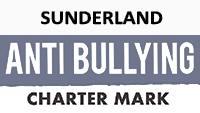 SUNDERLAND
ANTI BULLYING
CHARTER MARK